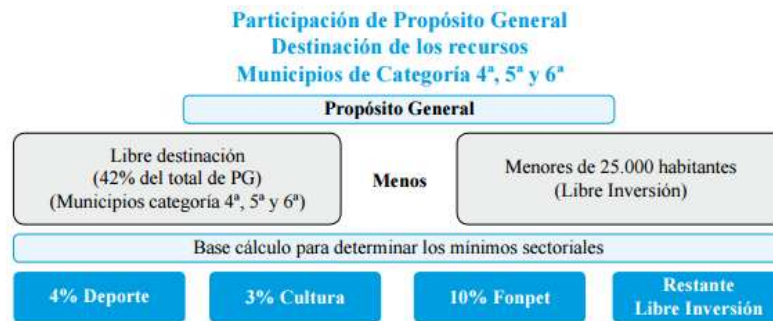 Participación de Propósito General
Destinación de los recursos
Municipios de Categoría 4ª, 5ª y 6ª
Propósito General
Libre destinación
(42% del total de PG)
(Municipios categoría 4ª, 5ª y 6ª)
Menos
Menores de 25.000 habitantes
(Libre Inversión)
Base cálculo para determinar los mínimos sectoriales
4% Deporte
3% Cultura
10% Fonpet
Restante
Libre Inversión